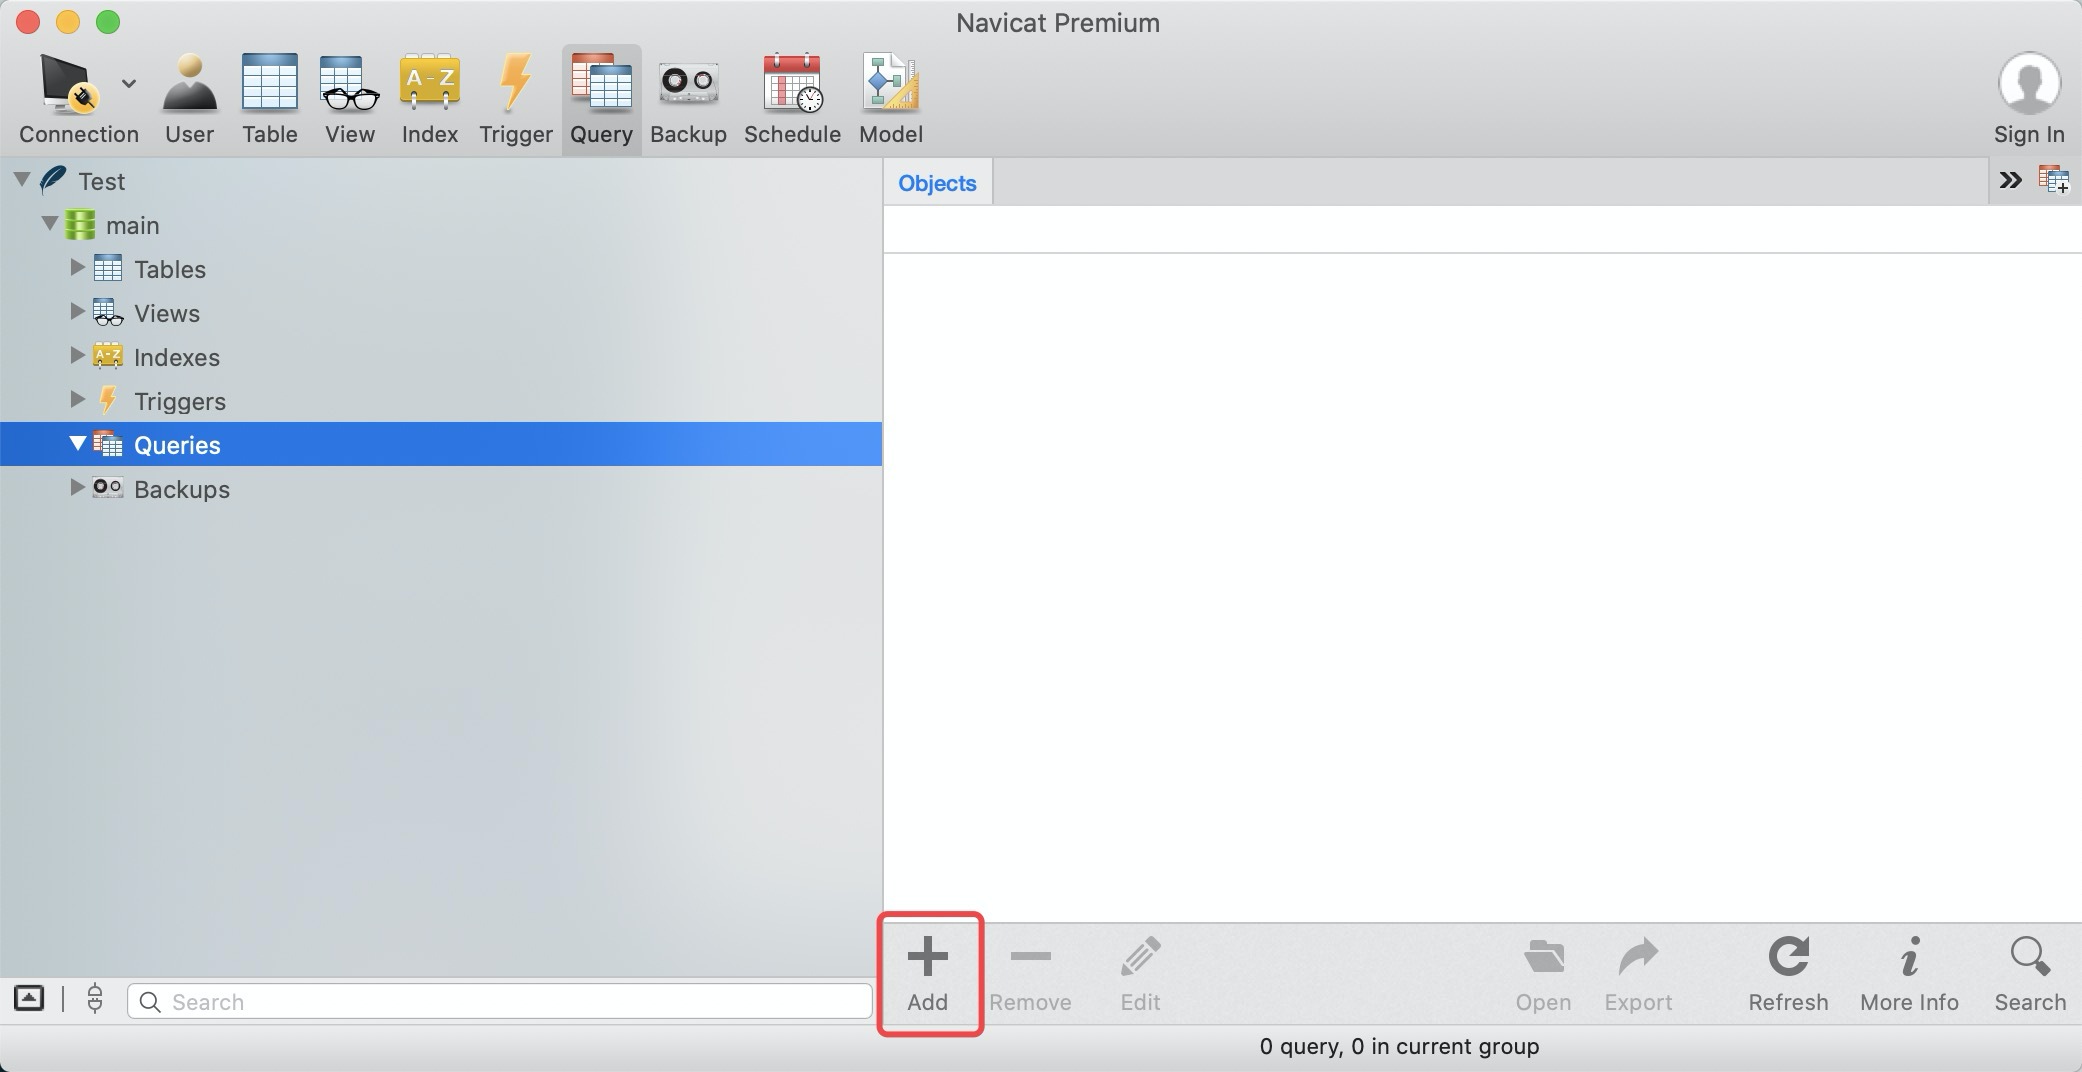 Navicat Premium
Connection User Table View Index Trigger Query Backup Schedule Model Sign In
A-Z
Test
Objects
main
Tables
Views
A-Z Indexes
Triggers
Queries
Backups
Add Remove Edit Open Export Refresh More Info Search
Search
0 query, 0 in current group